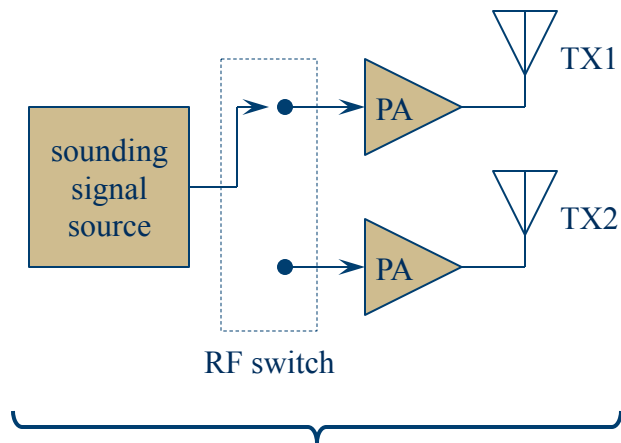 TX1
PA
sounding
signal
source
TX2
PA
RF switch